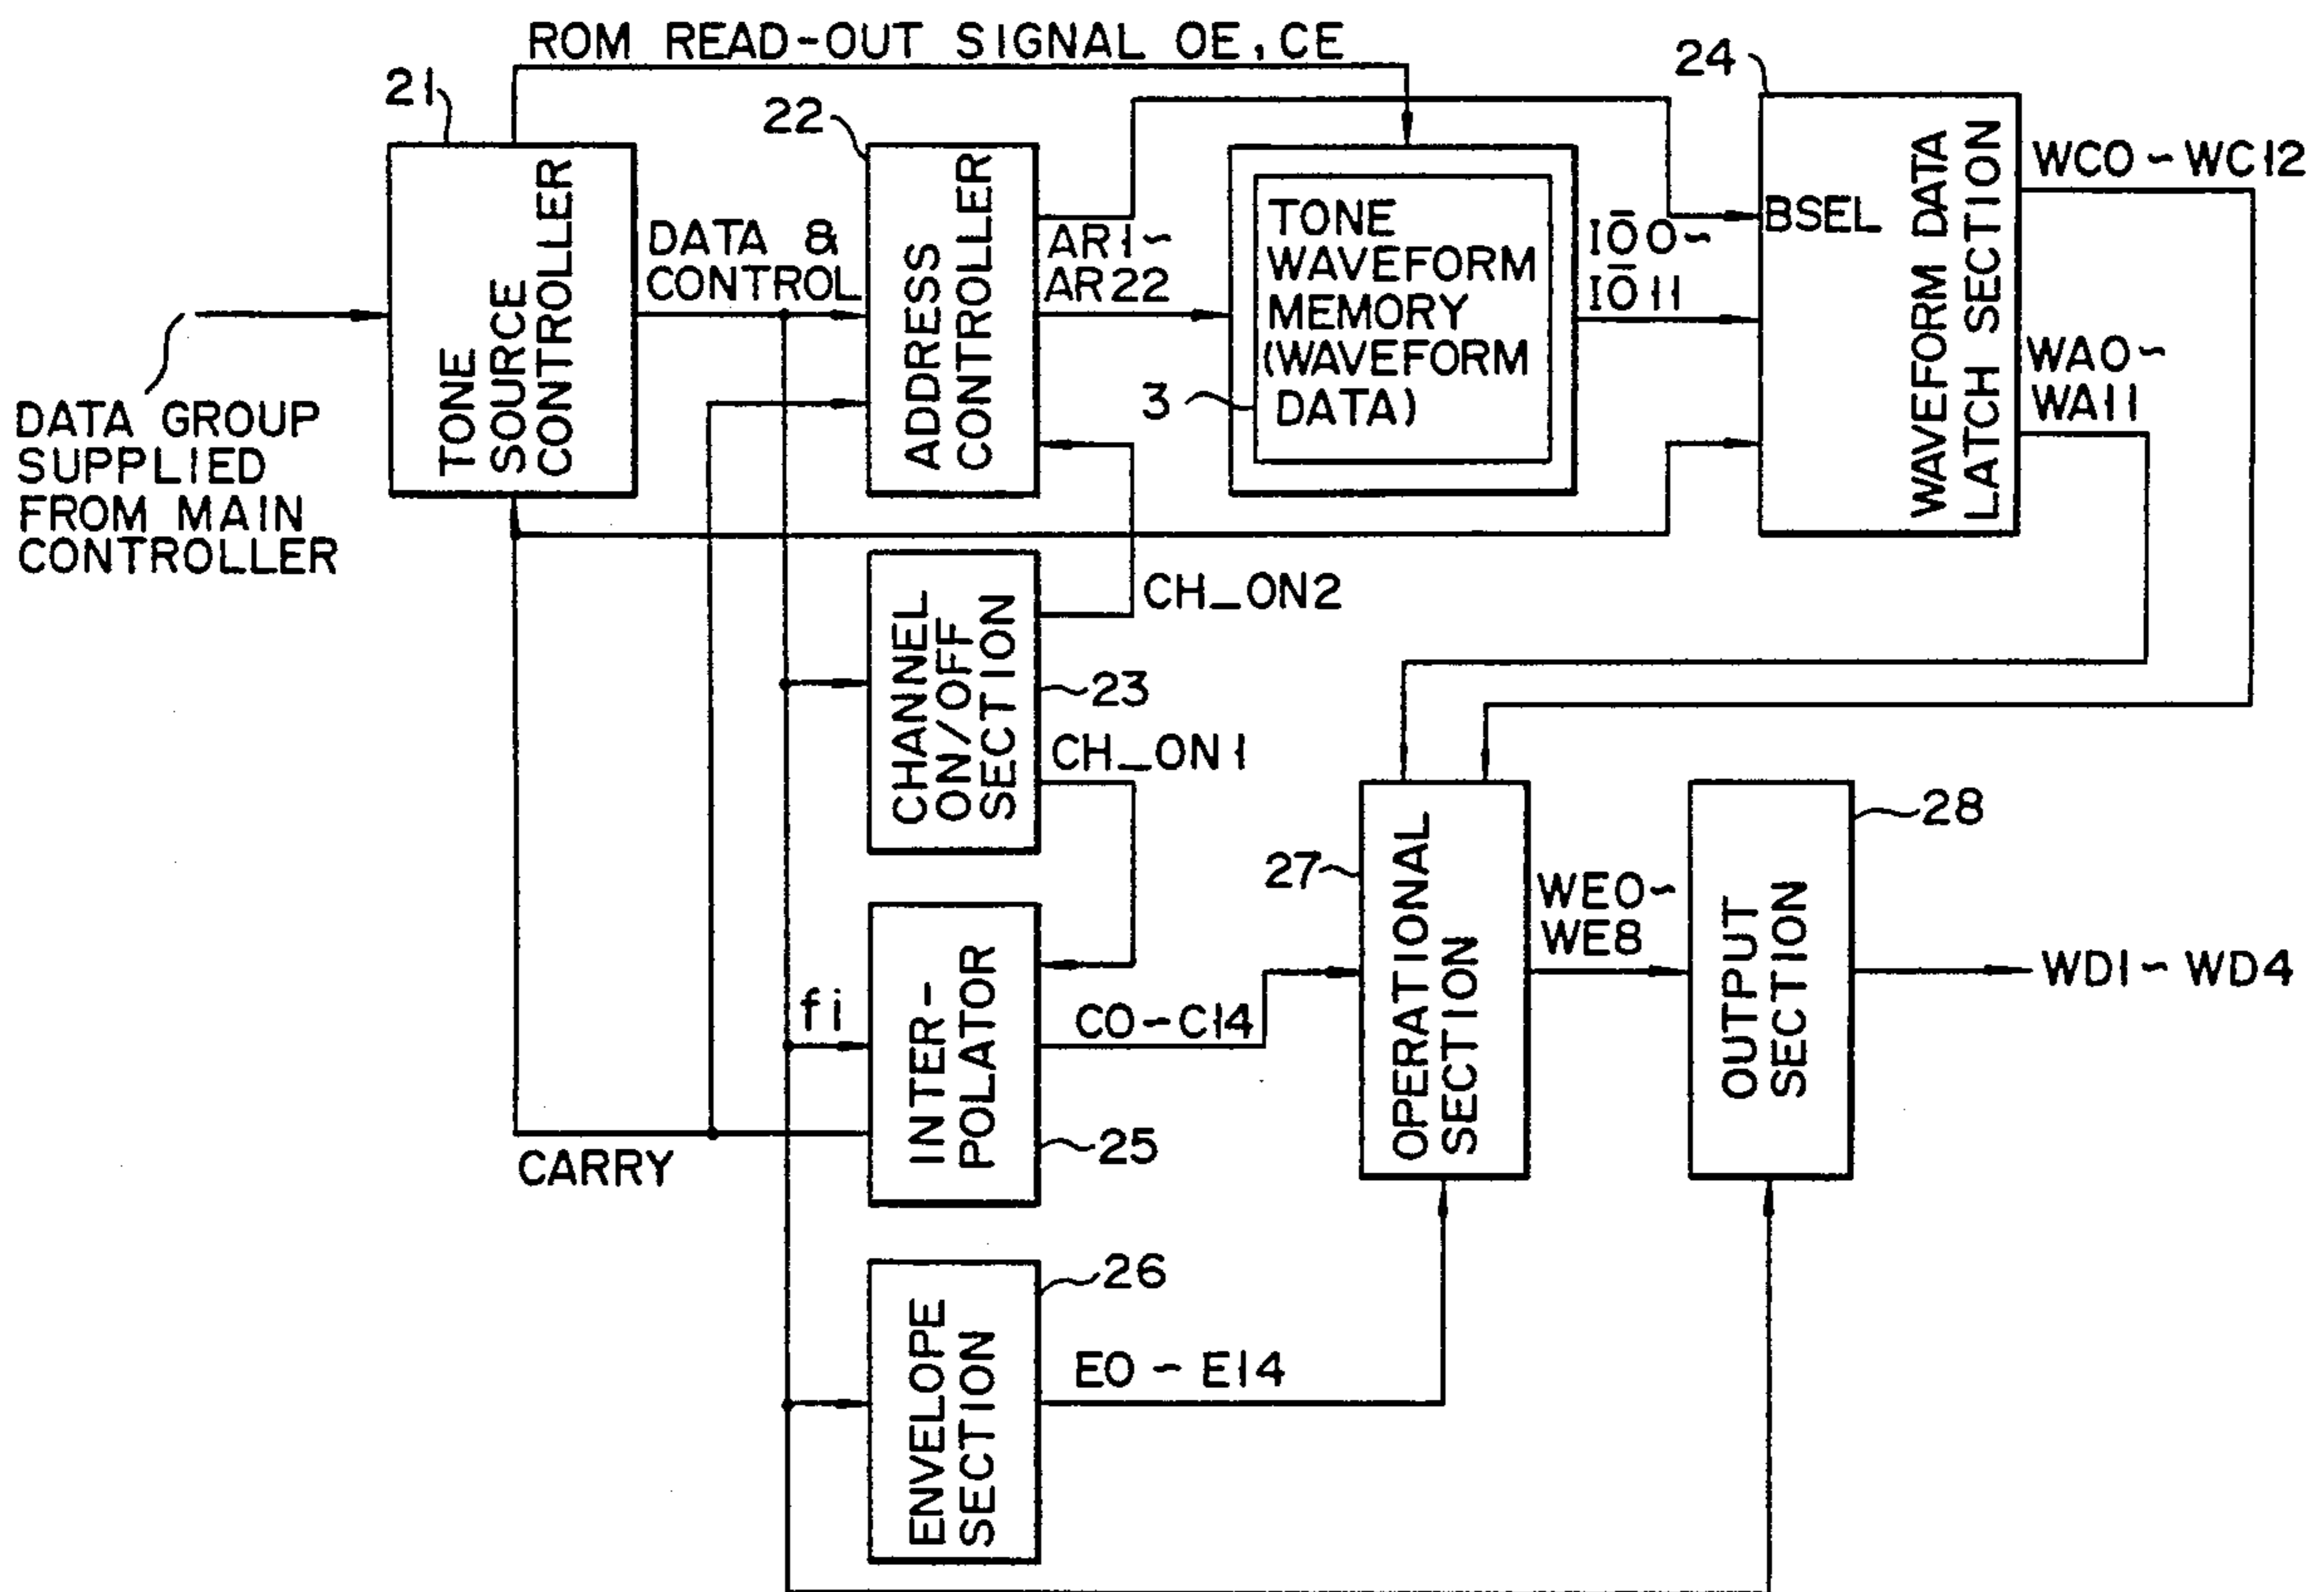 ROM READ-OUT SIGNAL OE, CE
21
22
24
TONE
SOURCE
CONTROLLER
DATA &
CONTROL
ADDRESS
CONTROLLER
AR1~
AR22
TONE
WAVEFORM
MEMORY
(WAVEFORM
DATA)
3
IŌ0~
IŌ11
BSEL
WAVEFORM DATA
LATCH SECTION
WC0~WC12
WA0~
WA11
DATA GROUP
SUPPLIED
FROM MAIN
CONTROLLER
CHANNEL
ON/OFF
SECTION
CH_ON2
23
CH_ON1
fi
INTER-
POLATOR
C0-C14
25
CARRY
27
OPERATIONAL
SECTION
WE0~
WE8
OUTPUT
SECTION
28
WD1~WD4
ENVELOPE
SECTION
26
E0~E14